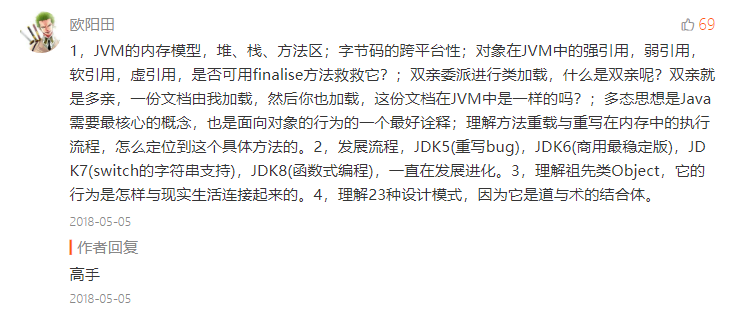 欧阳田
69
1，JVM的内存模型，堆、栈、方法区；字节码的跨平台性；对象在JVM中的强引用，弱引用，
软引用，虚引用，是否可用finalise方法救救它？；双亲委派进行类加载，什么是双亲呢？双亲就
是多亲，一份文档由我加载，然后你也加载，这份文档在JVM中是一样的吗？；多态思想是Java
需要最核心的概念，也是面向对象的行为的一个最好诠释；理解方法重载与重写在内存中的执行
流程，怎么定位到这个具体方法的。2，发展流程，JDK5(重写bug)，JDK6(商用最稳定版)，JD
K7(switch的字符串支持)，JDK8(函数式编程)，一直在发展进化。3，理解祖先类Object，它的
行为是怎样与现实生活连接起来的。4，理解23种设计模式，因为它是道与术的结合体。
2018-05-05
作者回复
高手
2018-05-05